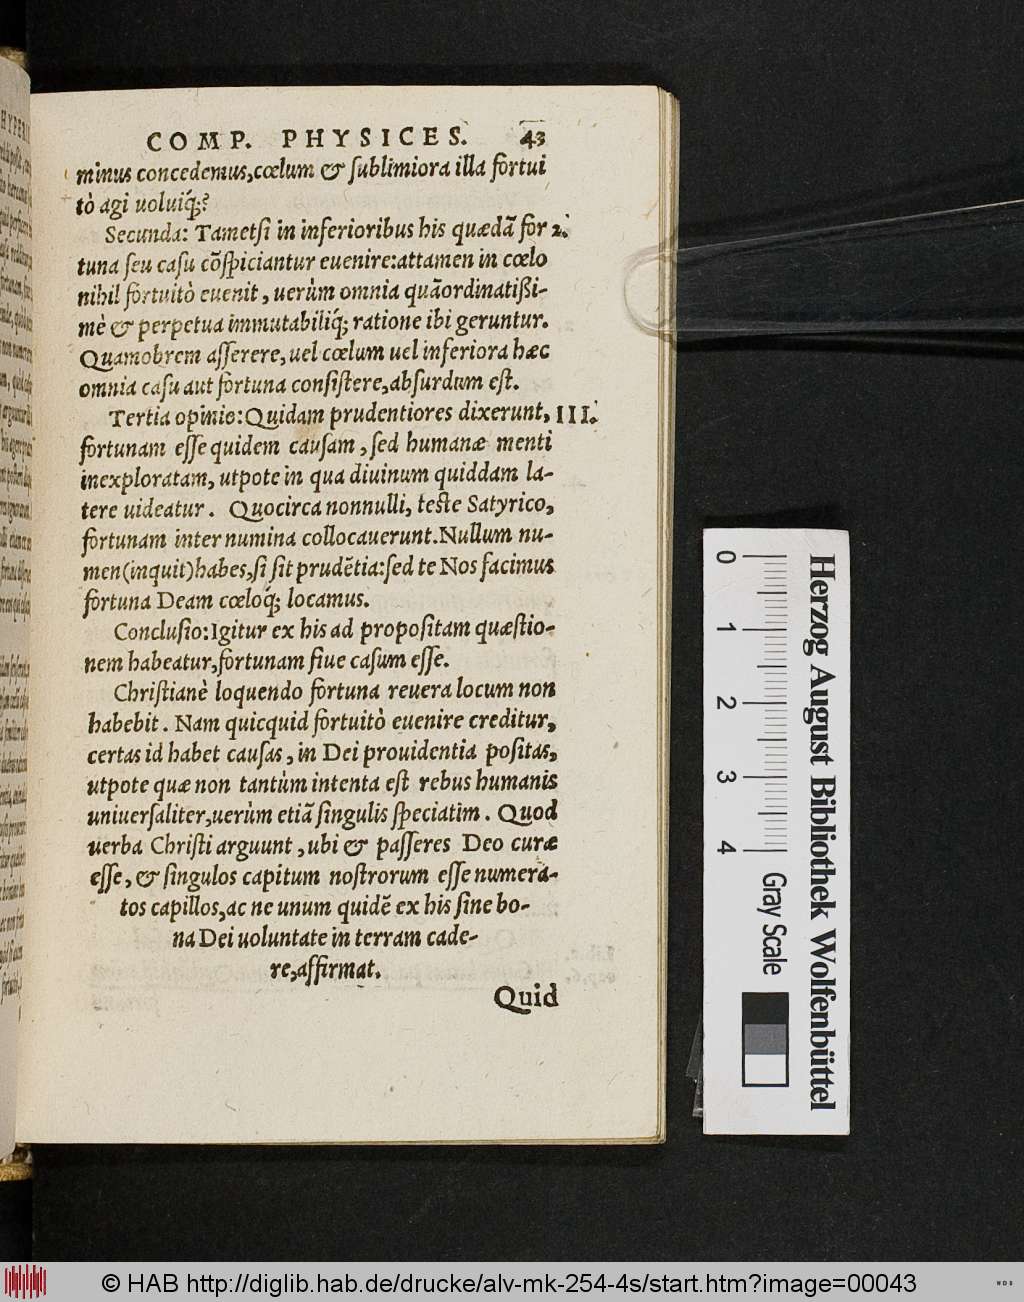 COMP. PHYSICES. 43
minus concedemus,cœlum & ſublimiora illa fortui
tò agi uoluiq́;?
Secunda: Tametſi in inferioribus his quædã for 2.
tuna ſeu caſu cõſpiciantur euenire:attamen in cœlo
nihil fortuitò euenit, uerùm omnia quã ordinatißi-
mè & perpetua immutabiliq́; ratione ibi geruntur.
Quamobrem aſſerere,uel cœlum uel inferiora hæc
omnia caſu aut fortuna conſiſtere,abſurdum eſt.
Tertia opinio:Quidam prudentiores dixerunt, III.
fortunam eſſe quidem cauſam, ſed humanæ menti
inexploratam, utpote in qua diuinum quiddam la-
tere uideatur. Quocirca nonnulli, teſte Satyrico,
fortunam inter numina collocauerunt.Nullum nu-
men(inquit)habes,ſi ſit prudẽtia:ſed te Nos facimus
fortuna Deam cœloq́; locamus.
Concluſio:Igitur ex his ad propoſitam quæſtio-
nem habeatur,fortunam ſiue caſum eſſe.
Chriſtianè loquendo fortuna reuera locum non
habebit. Nam quicquid fortuitò euenire creditur,
certas id habet cauſas, in Dei prouidentia poſitas,
utpote quæ non tantùm intenta eſt rebus humanis
uniuerſaliter,uerùm etiã ſingulis ſpeciatim. Quod
uerba Chriſti arguunt, ubi & paſſeres Deo curæ
eſſe, & ſingulos capitum noſtrorum eſſe numera-
tos capillos,ac ne unum quidẽ ex his ſine bo-
na Dei uoluntate in terram cade-
re,affirmat.
Quid
0 1 2 3 4
Gray Scale
Herzog August Bibliothek Wolfenbüttel
© HAB http://diglib.hab.de/drucke/alv-mk-254-4s/start.htm?image=00043